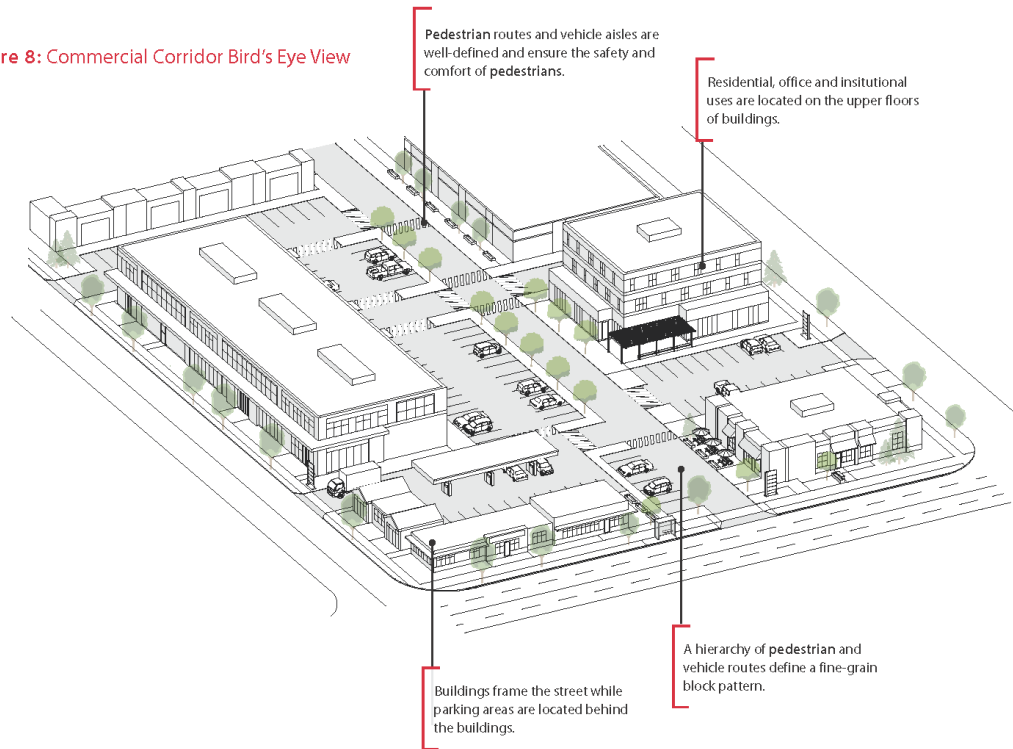 re 8: Commercial Corridor Bird's Eye View
Pedestrian routes and vehicle aisles are
well-defined and ensure the safety and
comfort of pedestrians.
Residential, office and insitutional
uses are located on the upper floors
of buildings.
A hierarchy of pedestrian and
vehicle routes define a fine-grain
block pattern.
Buildings frame the street while
parking areas are located behind
the buildings.